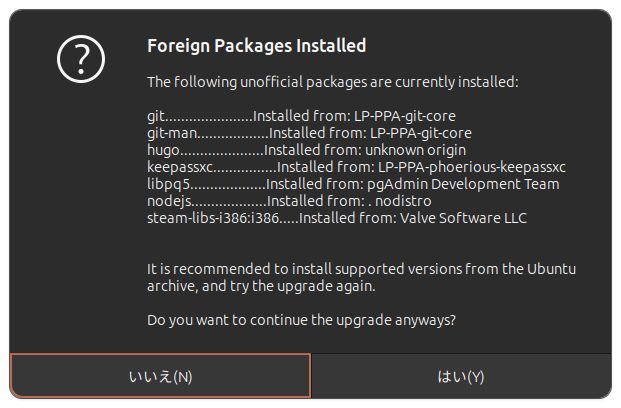 Foreign Packages Installed
The following unofficial packages are currently installed:
git......................Installed from: LP-PPA-git-core
git-man..................Installed from: LP-PPA-git-core
hugo.....................Installed from: unknown origin
keepassxc................Installed from: LP-PPA-phoerious-keepassxc
libpq5...................Installed from: pgAdmin Development Team
nodejs...................Installed from: . nodistro
steam-libs-i386:i386.....Installed from: Valve Software LLC
It is recommended to install supported versions from the Ubuntu
archive, and try the upgrade again.
Do you want to continue the upgrade anyways?
いいえ(N)
はい(Y)